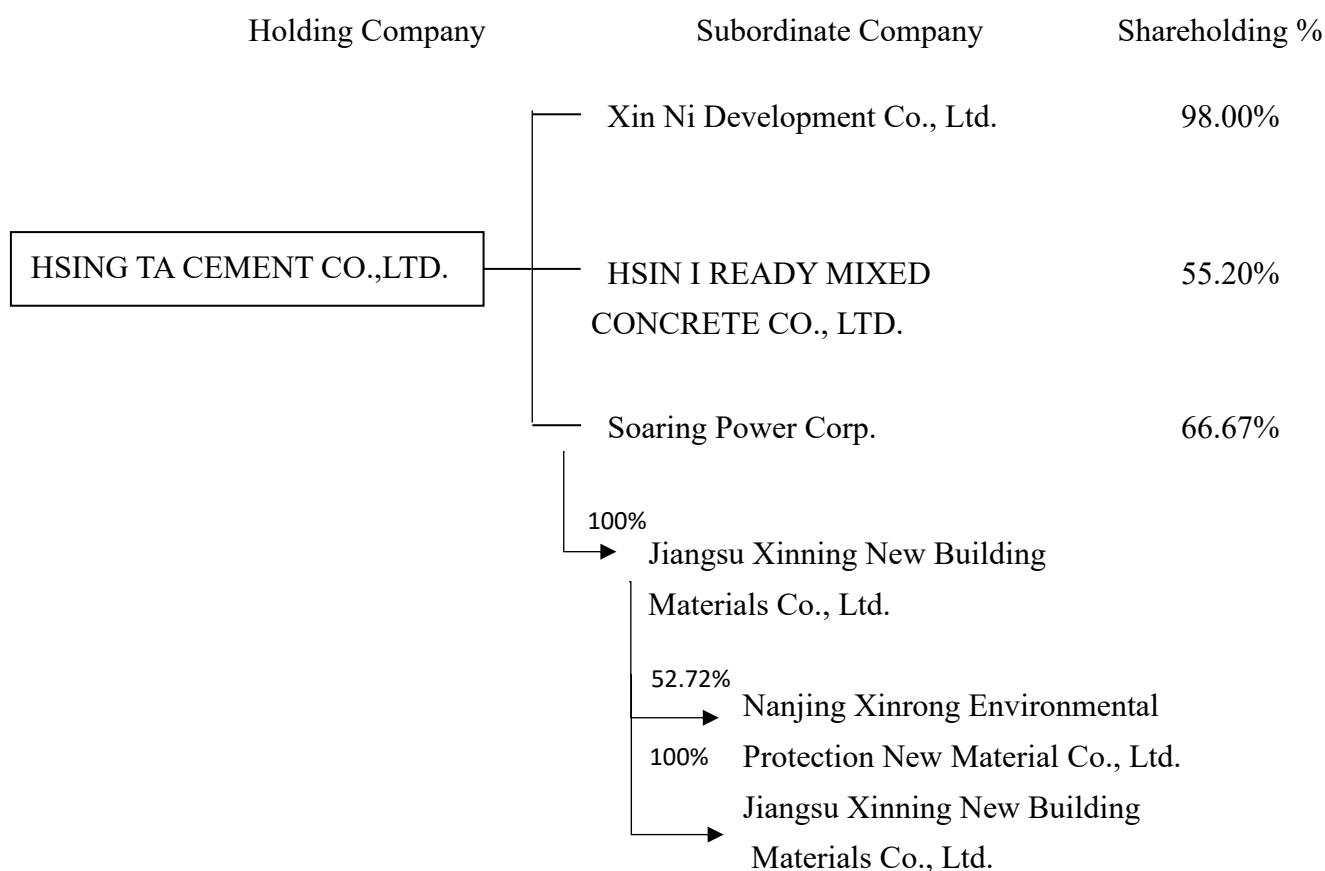 Holding Company Subordinate Company Shareholding %
Xin Ni Development Co., Ltd. 98.00%
HSING TA CEMENT CO.,LTD. HSIN I READY MIXED 55.20%
CONCRETE CO., LTD.
Soaring Power Corp. 66.67%
100%
Jiangsu Xinning New Building
Materials Co., Ltd.
52.72%
Nanjing Xinrong Environmental
100% Protection New Material Co., Ltd.
Jiangsu Xinning New Building
Materials Co., Ltd.